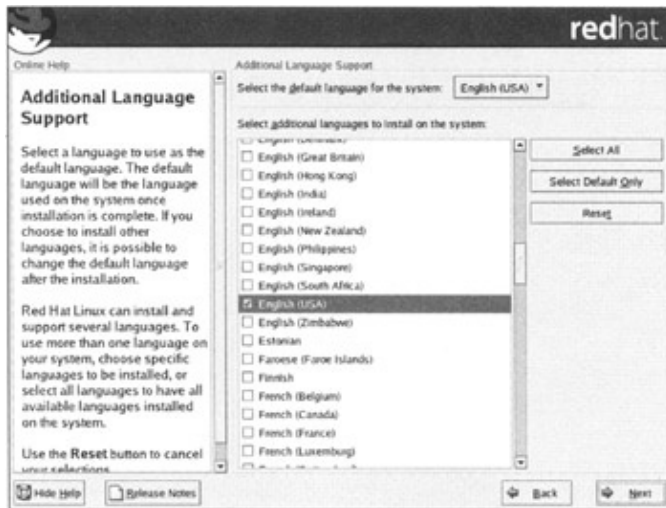 redhat.
Online Help
Additional Language
Support
Select a language to use as the
default language. The default
language will be the language
used on the system once
installation is complete. If you
choose to install other
languages, it is possible to
change the default language
after the installation.
Red Hat Linux can install and
support several languages. To
use more than one language on
your system, choose specific
languages to be installed, or
select all languages to have all
available languages installed
on the system.
Use the Reset button to cancel
your selections.
Additional Language Support
Select the default language for the system: English (USA)
Select additional languages to install on the system:
English (Denmark)
English (Great Britain)
English (Hong Kong)
English (India)
English (Ireland)
English (New Zealand)
English (Philippines)
English (Singapore)
English (South Africa)
English (USA)
English (Zimbabwe)
Estonian
Faroese (Faroe Islands)
Finnish
French (Belgium)
French (Canada)
French (France)
French (Luxemburg)
Select All
Select Default Only
Reset
Hide Help
Release Notes
Back
Next